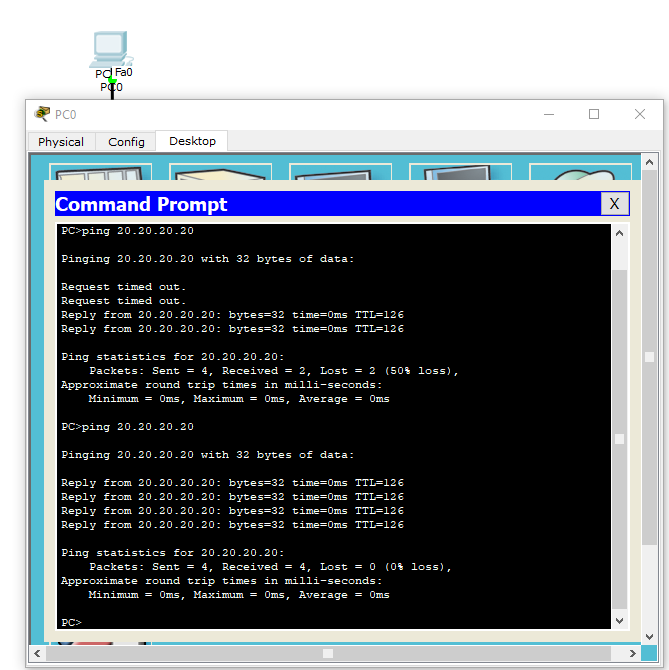 PC Fa0
PC0
PC0
Physical Config Desktop
Command Prompt X
PC>ping 20.20.20.20
Pinging 20.20.20.20 with 32 bytes of data:
Request timed out.
Request timed out.
Reply from 20.20.20.20: bytes=32 time=0ms TTL=126
Reply from 20.20.20.20: bytes=32 time=0ms TTL=126
Ping statistics for 20.20.20.20:
Packets: Sent = 4, Received = 2, Lost = 2 (50% loss),
Approximate round trip times in milli-seconds:
Minimum = 0ms, Maximum = 0ms, Average = 0ms
PC>ping 20.20.20.20
Pinging 20.20.20.20 with 32 bytes of data:
Reply from 20.20.20.20: bytes=32 time=0ms TTL=126
Reply from 20.20.20.20: bytes=32 time=0ms TTL=126
Reply from 20.20.20.20: bytes=32 time=0ms TTL=126
Reply from 20.20.20.20: bytes=32 time=0ms TTL=126
Ping statistics for 20.20.20.20:
Packets: Sent = 4, Received = 4, Lost = 0 (0% loss),
Approximate round trip times in milli-seconds:
Minimum = 0ms, Maximum = 0ms, Average = 0ms
PC>